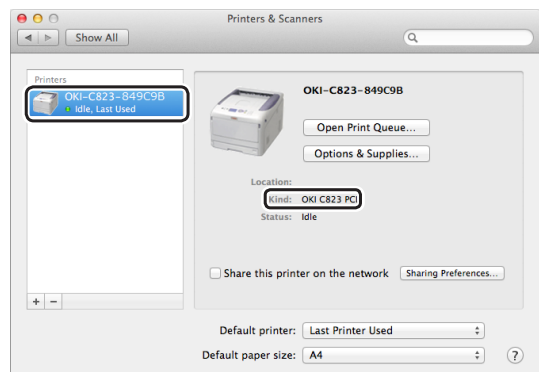 Printers & Scanners
Show All
Printers
OKI-C823-849C9B
Idle, Last Used
OKI-C823-849C9B
Open Print Queue...
Options & Supplies...
Location:
Kind: OKI C823 PCL
Status: Idle
Share this printer on the network Sharing Preferences...
+ −
Default printer: Last Printer Used
Default paper size: A4 ?